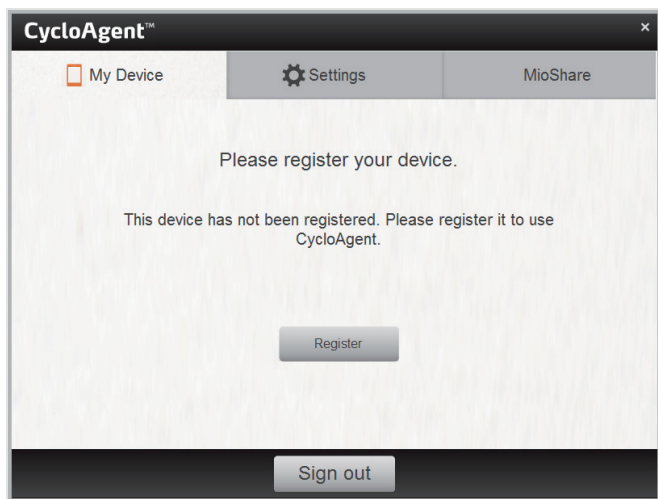 CycloAgent™
×
My Device
Settings
MioShare
Please register your device.
This device has not been registered. Please register it to use
CycloAgent.
Register
Sign out